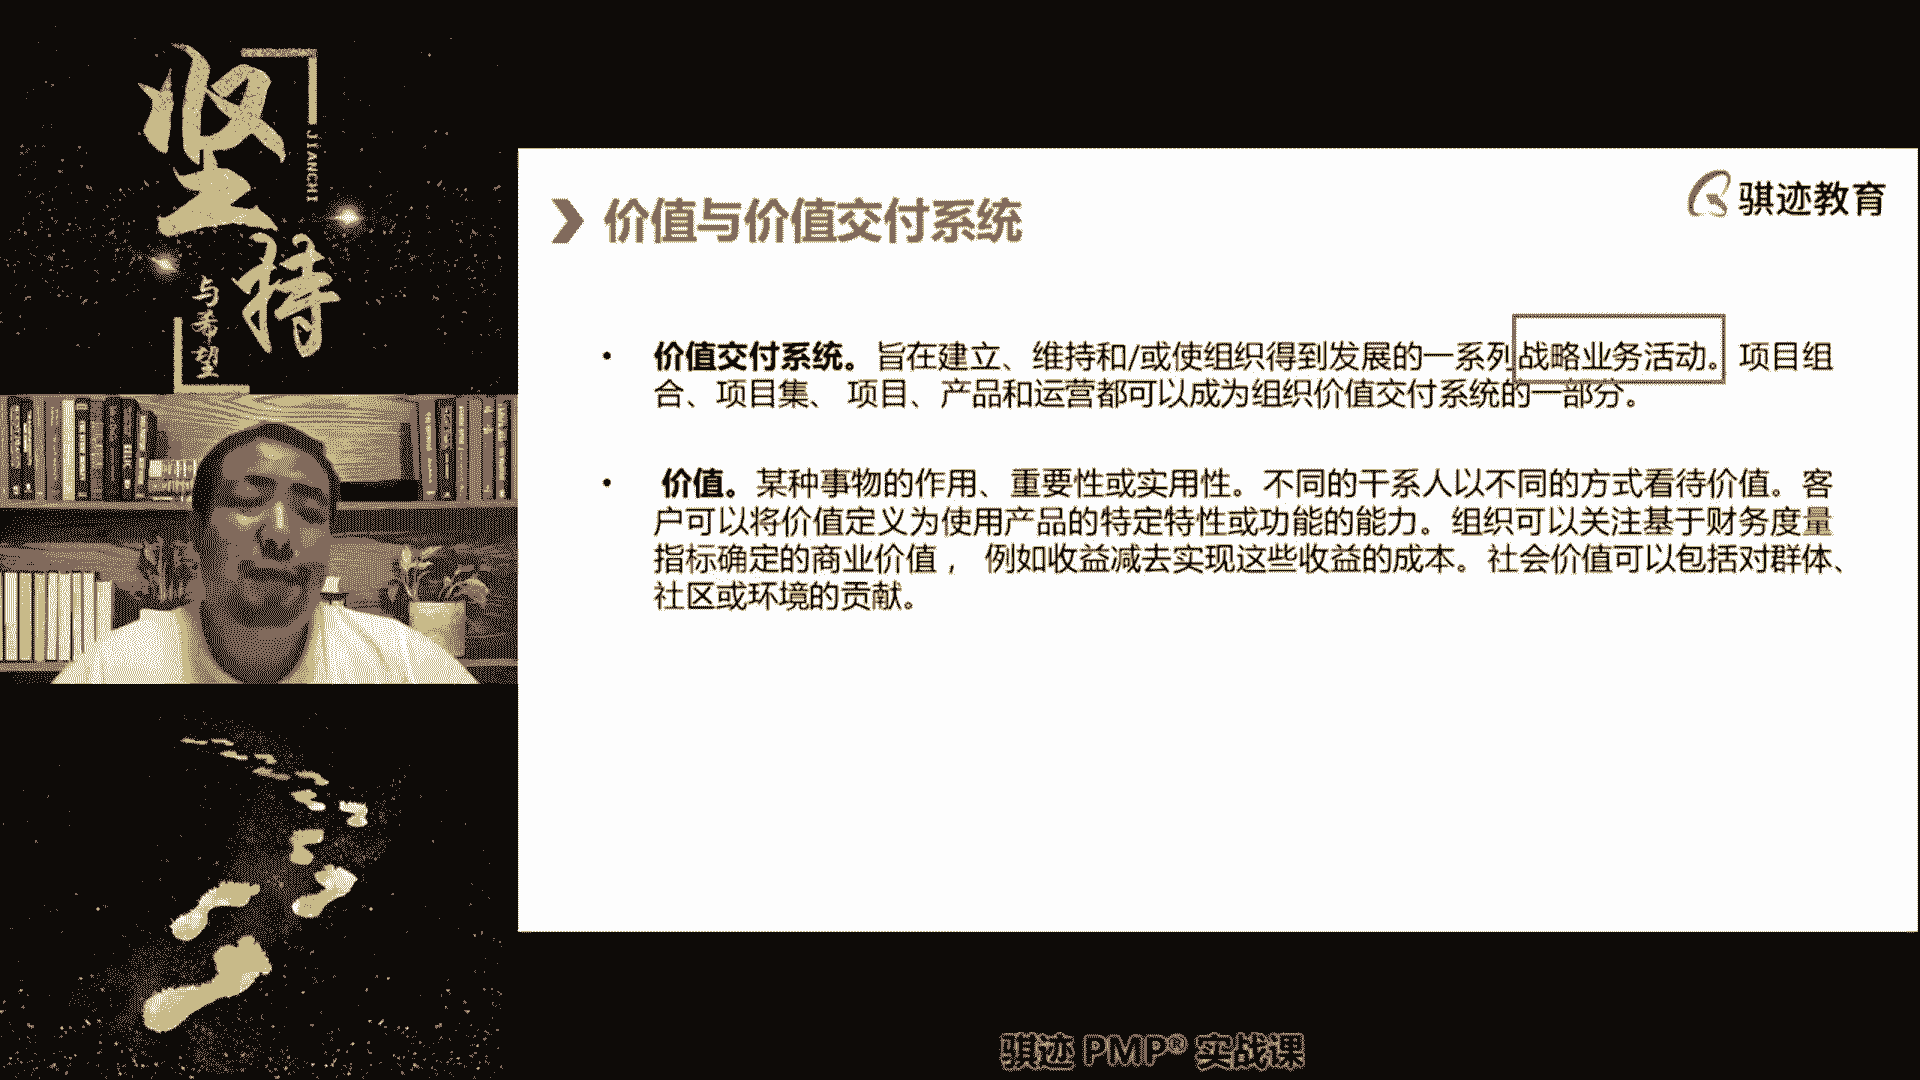 坚持
JIANCHI
与希望
骐迹教育
价值与价值交付系统
• 价值交付系统。旨在建立、维持和/或使组织得到发展的一系列战略业务活动。项目组
合、项目集、 项目、产品和运营都可以成为组织价值交付系统的一部分。
• 价值。某种事物的作用、重要性或实用性。不同的干系人以不同的方式看待价值。客
户可以将价值定义为使用产品的特定特性或功能的能力。组织可以关注基于财务度量
指标确定的商业价值， 例如收益减去实现这些收益的成本。社会价值可以包括对群体、
社区或环境的贡献。
骐迹 PMP® 实战课